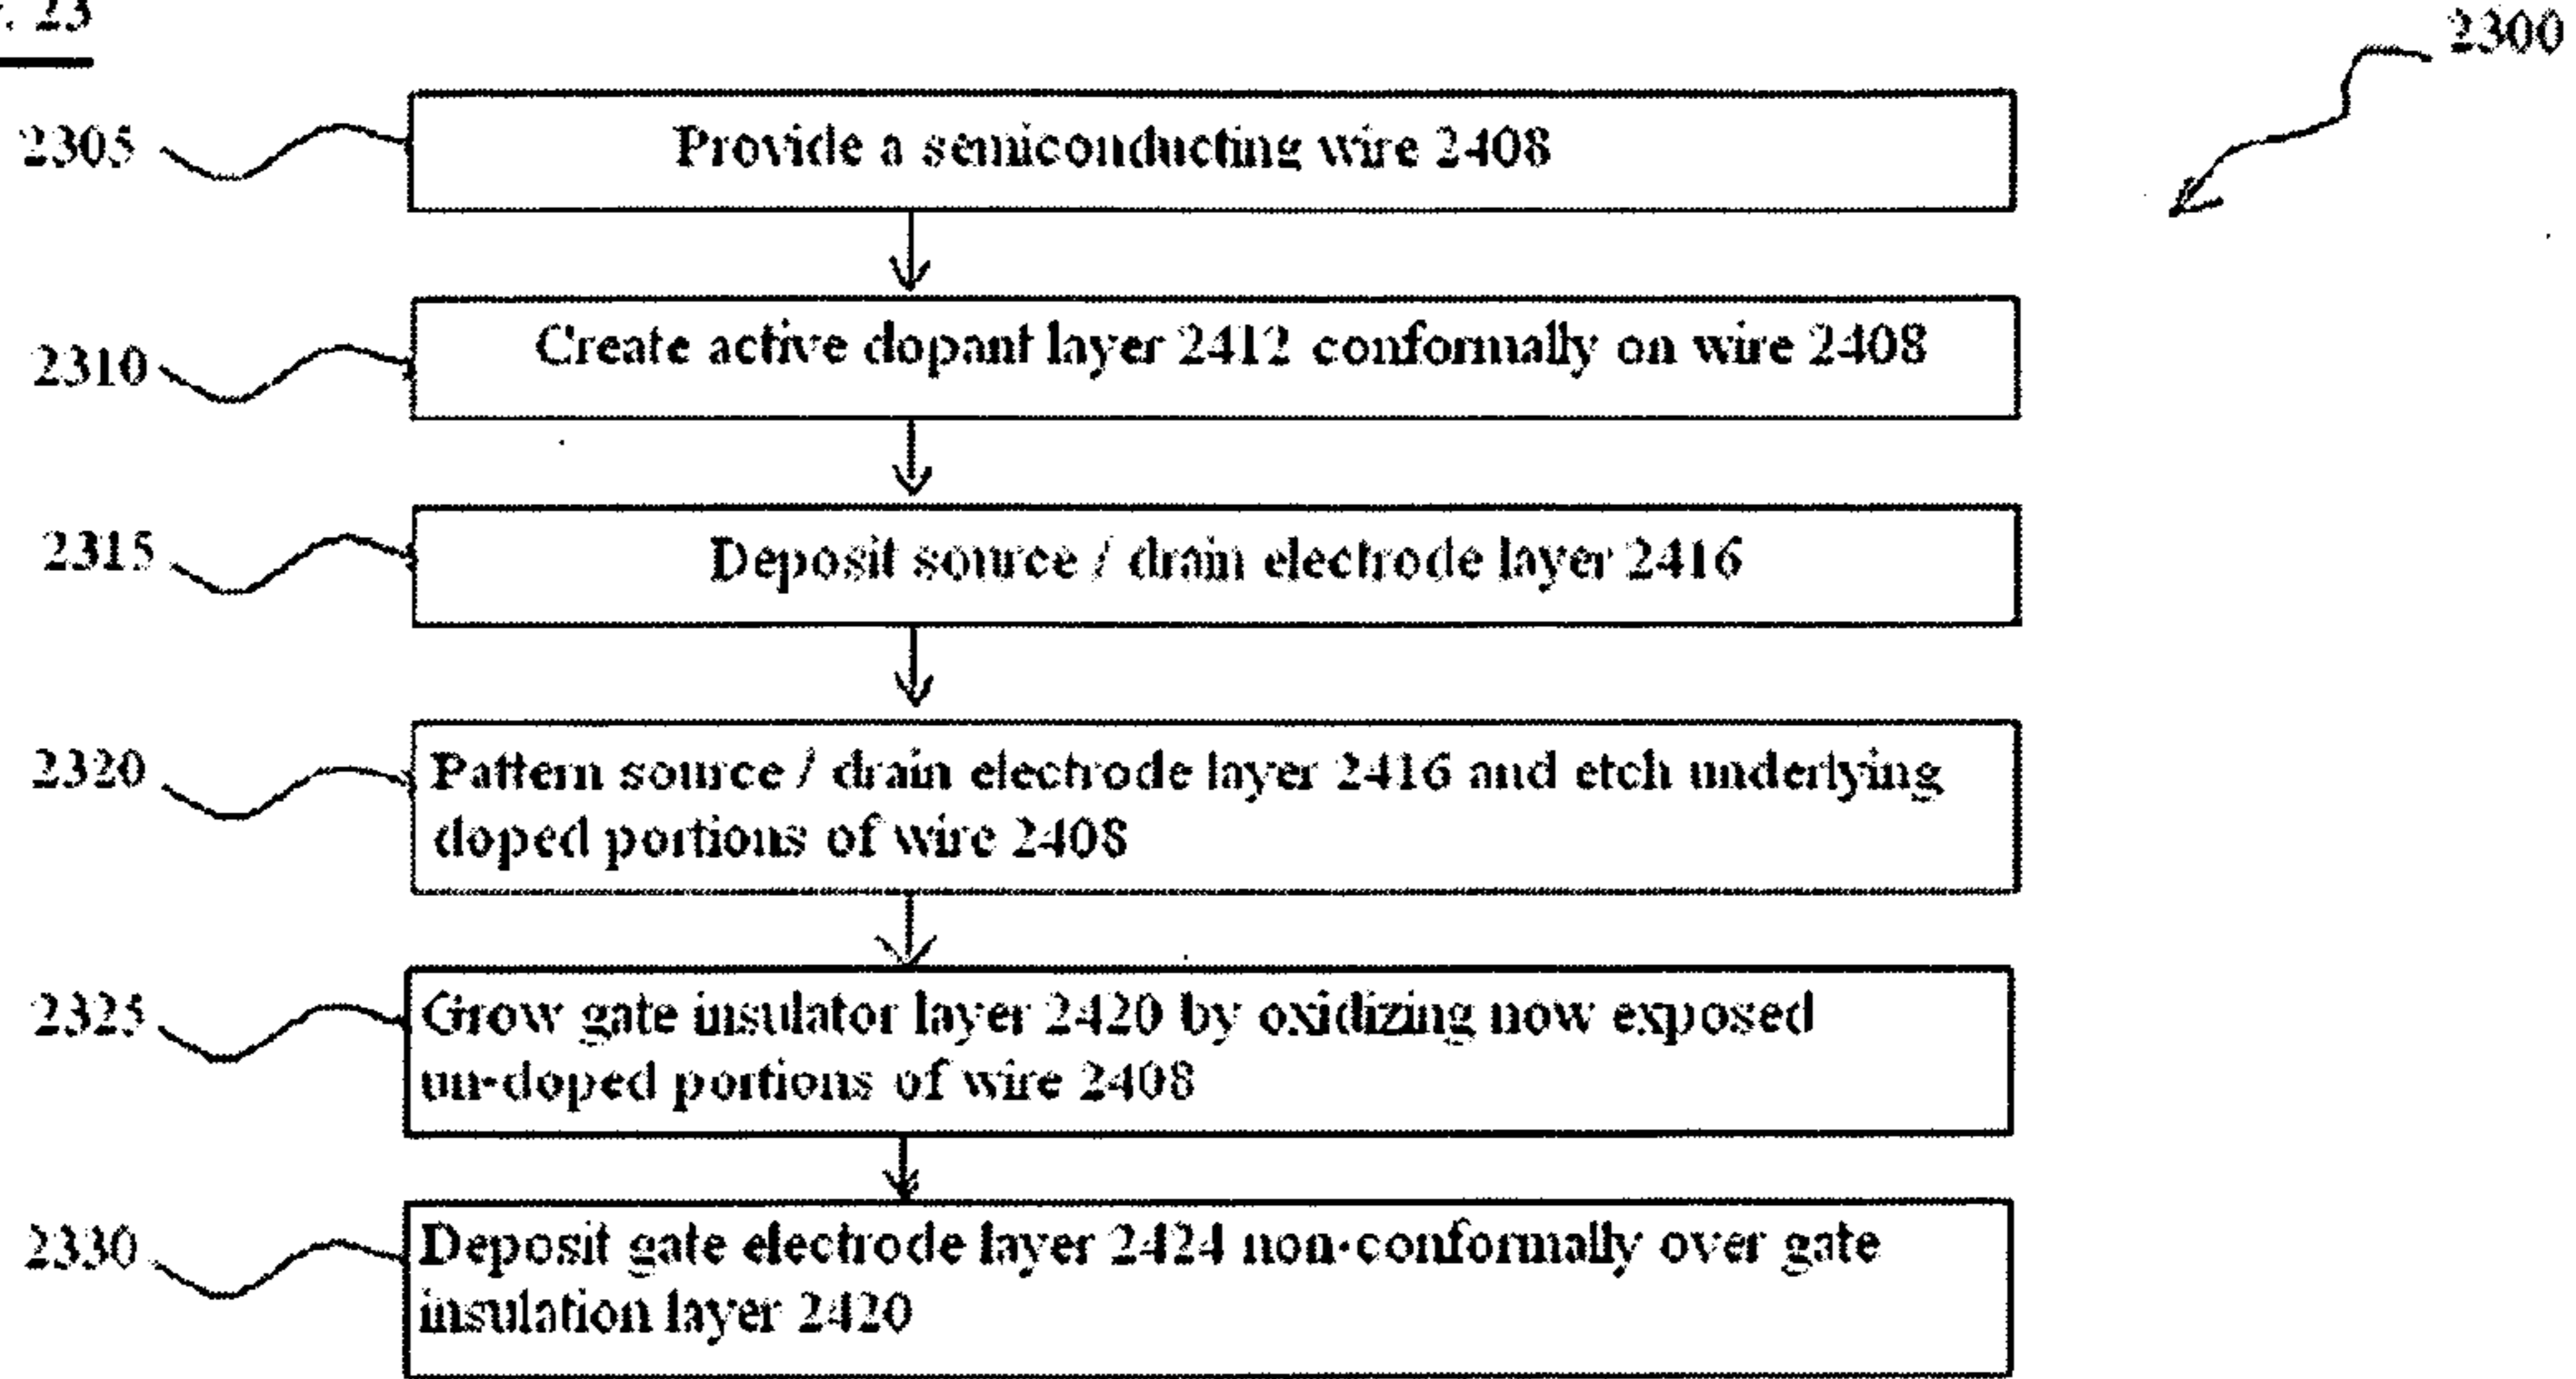 . 23
2300
2305
Provide a semiconducting wire 2408
2310
Create active dopant layer 2412 conformally on wire 2408
2315
Deposit source / drain electrode layer 2416
2320
Pattern source / drain electrode layer 2416 and etch underlying
doped portions of wire 2408
2325
Grow gate insulator layer 2420 by oxidizing now exposed
un-doped portions of wire 2408
2330
Deposit gate electrode layer 2424 non-conformally over gate
insulation layer 2420